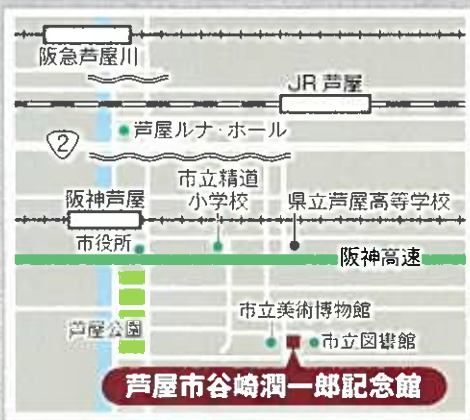 阪急芦屋川
JR 芦屋
芦屋ルナ・ホール
2
市立精道
小学校
阪神芦屋
県立芦屋高等学校
市役所
阪神高速
芦屋公園
市立美術博物館
市立図書館
芦屋市谷崎潤一郎記念館